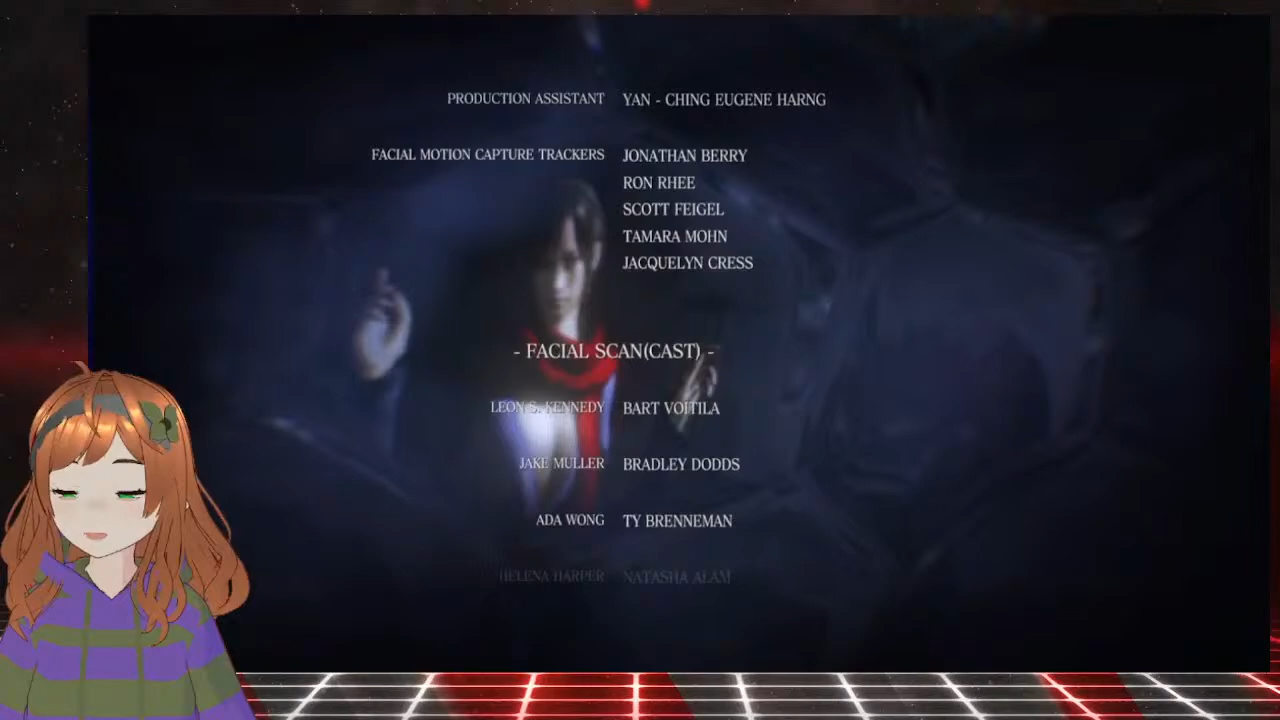 PRODUCTION ASSISTANT YAN - CHING EUGENE HARNG
FACIAL MOTION CAPTURE TRACKERS JONATHAN BERRY
RON RHEE
SCOTT FEIGEL
TAMARA MOHN
JACQUELYN CRESS
- FACIAL SCAN(CAST) -
LEON S. KENNEDY BART VOITILA
JAKE MULLER BRADLEY DODDS
ADA WONG TY BRENNEMAN
HELENA HARPER NATASHA ALAM